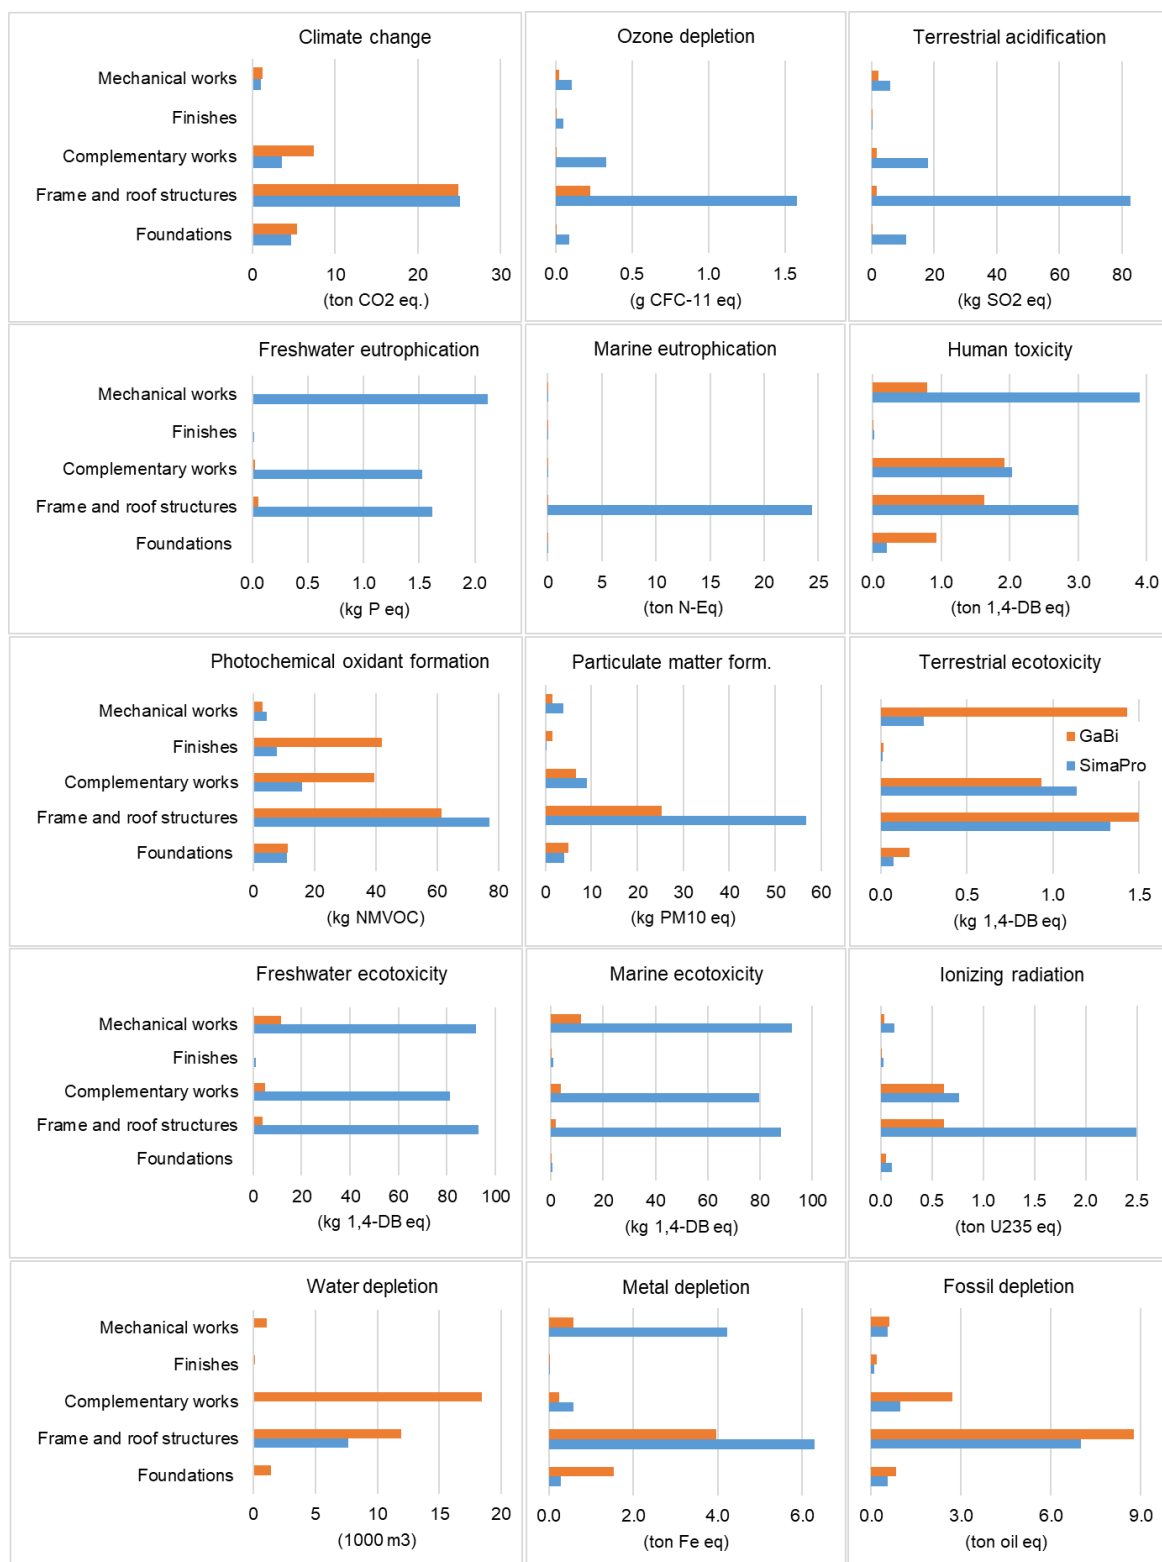 Climate change
Ozone depletion
Terrestrial acidification
Mechanical works
Finishes
Complementary works
Frame and roof structures
Foundations
0 10 20 30
0.0 0.5 1.0 1.5
0 20 40 60 80
(ton CO2 eq.)
(g CFC-11 eq)
(kg SO2 eq)
Freshwater eutrophication
Marine eutrophication
Human toxicity
Mechanical works
Finishes
Complementary works
Frame and roof structures
Foundations
0.0 0.5 1.0 1.5 2.0
0 5 10 15 20 25
0.0 1.0 2.0 3.0 4.0
(kg P eq)
(ton N-Eq)
(ton 1,4-DB eq)
Photochemical oxidant formation
Particulate matter form.
Terrestrial ecotoxicity
Mechanical works
Finishes
Complementary works
Frame and roof structures
Foundations
GaBi
SimaPro
0 20 40 60 80
0 10 20 30 40 50 60
0.0 0.5 1.0 1.5
(kg NMVOC)
(kg PM10 eq)
(kg 1,4-DB eq)
Freshwater ecotoxicity
Marine ecotoxicity
Ionizing radiation
Mechanical works
Finishes
Complementary works
Frame and roof structures
Foundations
0 20 40 60 80 100
0 20 40 60 80 100
0.0 0.5 1.0 1.5 2.0 2.5
(kg 1,4-DB eq)
(kg 1,4-DB eq)
(ton U235 eq)
Water depletion
Metal depletion
Fossil depletion
Mechanical works
Finishes
Complementary works
Frame and roof structures
Foundations
0 5 10 15 20
0.0 2.0 4.0 6.0
0.0 3.0 6.0 9.0
(1000 m3)
(ton Fe eq)
(ton oil eq)